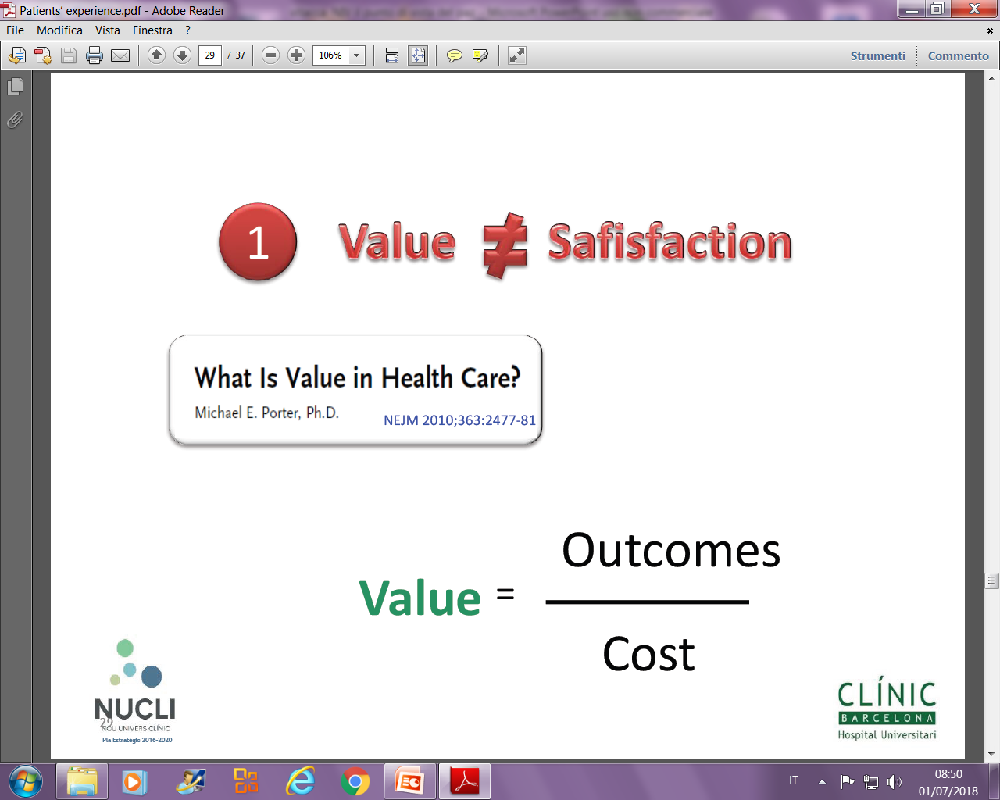 Patients' experience.pdf - Adobe Reader
File Modifica Vista Finestra ?
29 / 37 106% Strumenti Commento
1 Value ≠ Safisfaction
What Is Value in Health Care?
Michael E. Porter, Ph.D. NEJM 2010;363:2477-81
Outcomes
Value =
Cost
NUCLI
29
NOU UNIVERS CLÍNIC
Pla Estratègic 2016-2020
CLÍNIC
BARCELONA
Hospital Universitari
IT
08:50
01/07/2018